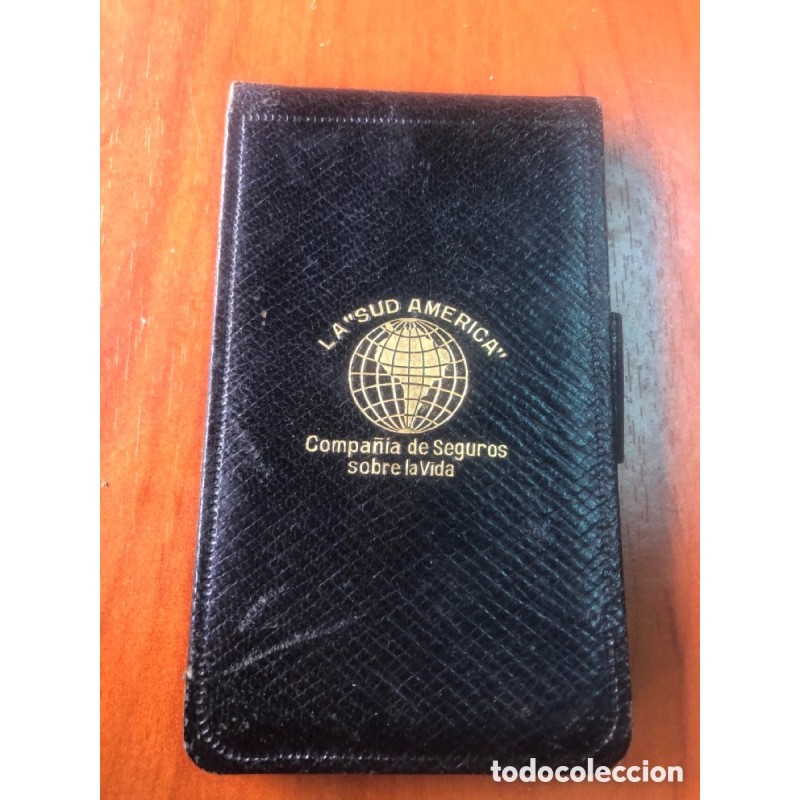 LA "SUD AMERICA"
Compañia de Seguros
sobre la Vida
todocoleccion